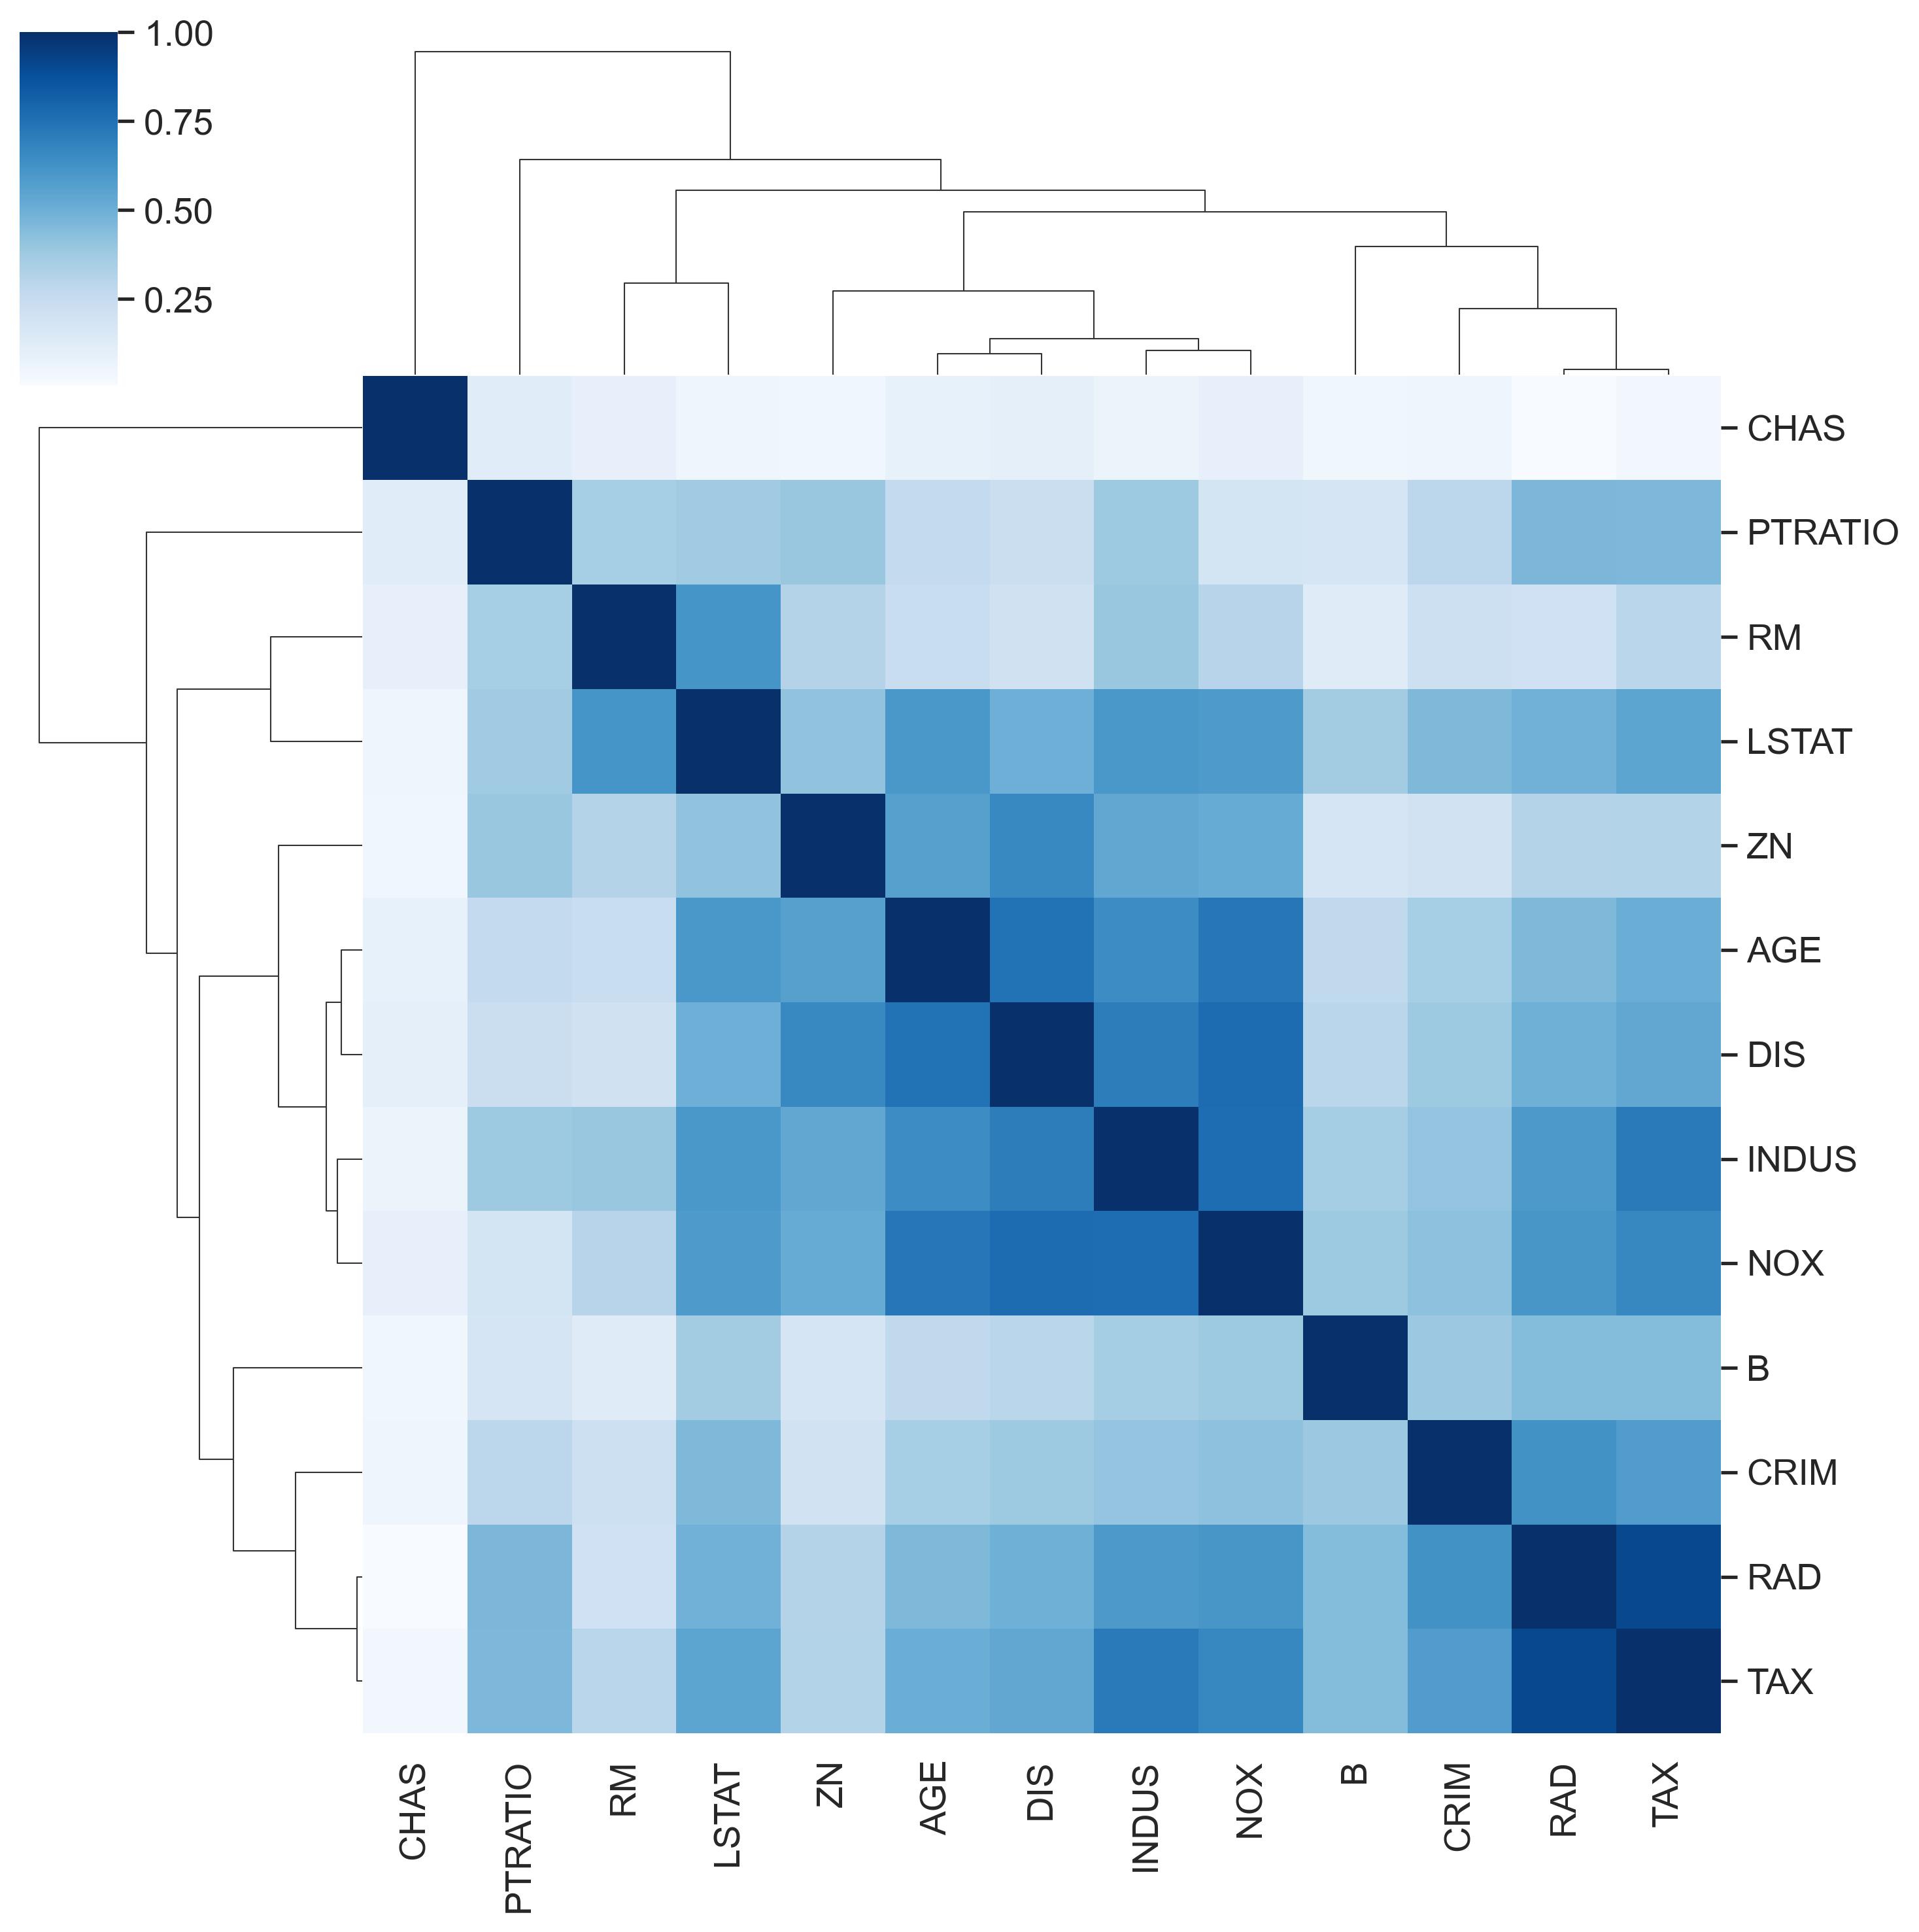 1.00
0.75
0.50
0.25
CHAS
PTRATIO
RM
LSTAT
ZN
AGE
DIS
INDUS
NOX
B
CRIM
RAD
TAX
CHAS
PTRATIO
RM
LSTAT
ZN
AGE
DIS
INDUS
NOX
B
CRIM
RAD
TAX